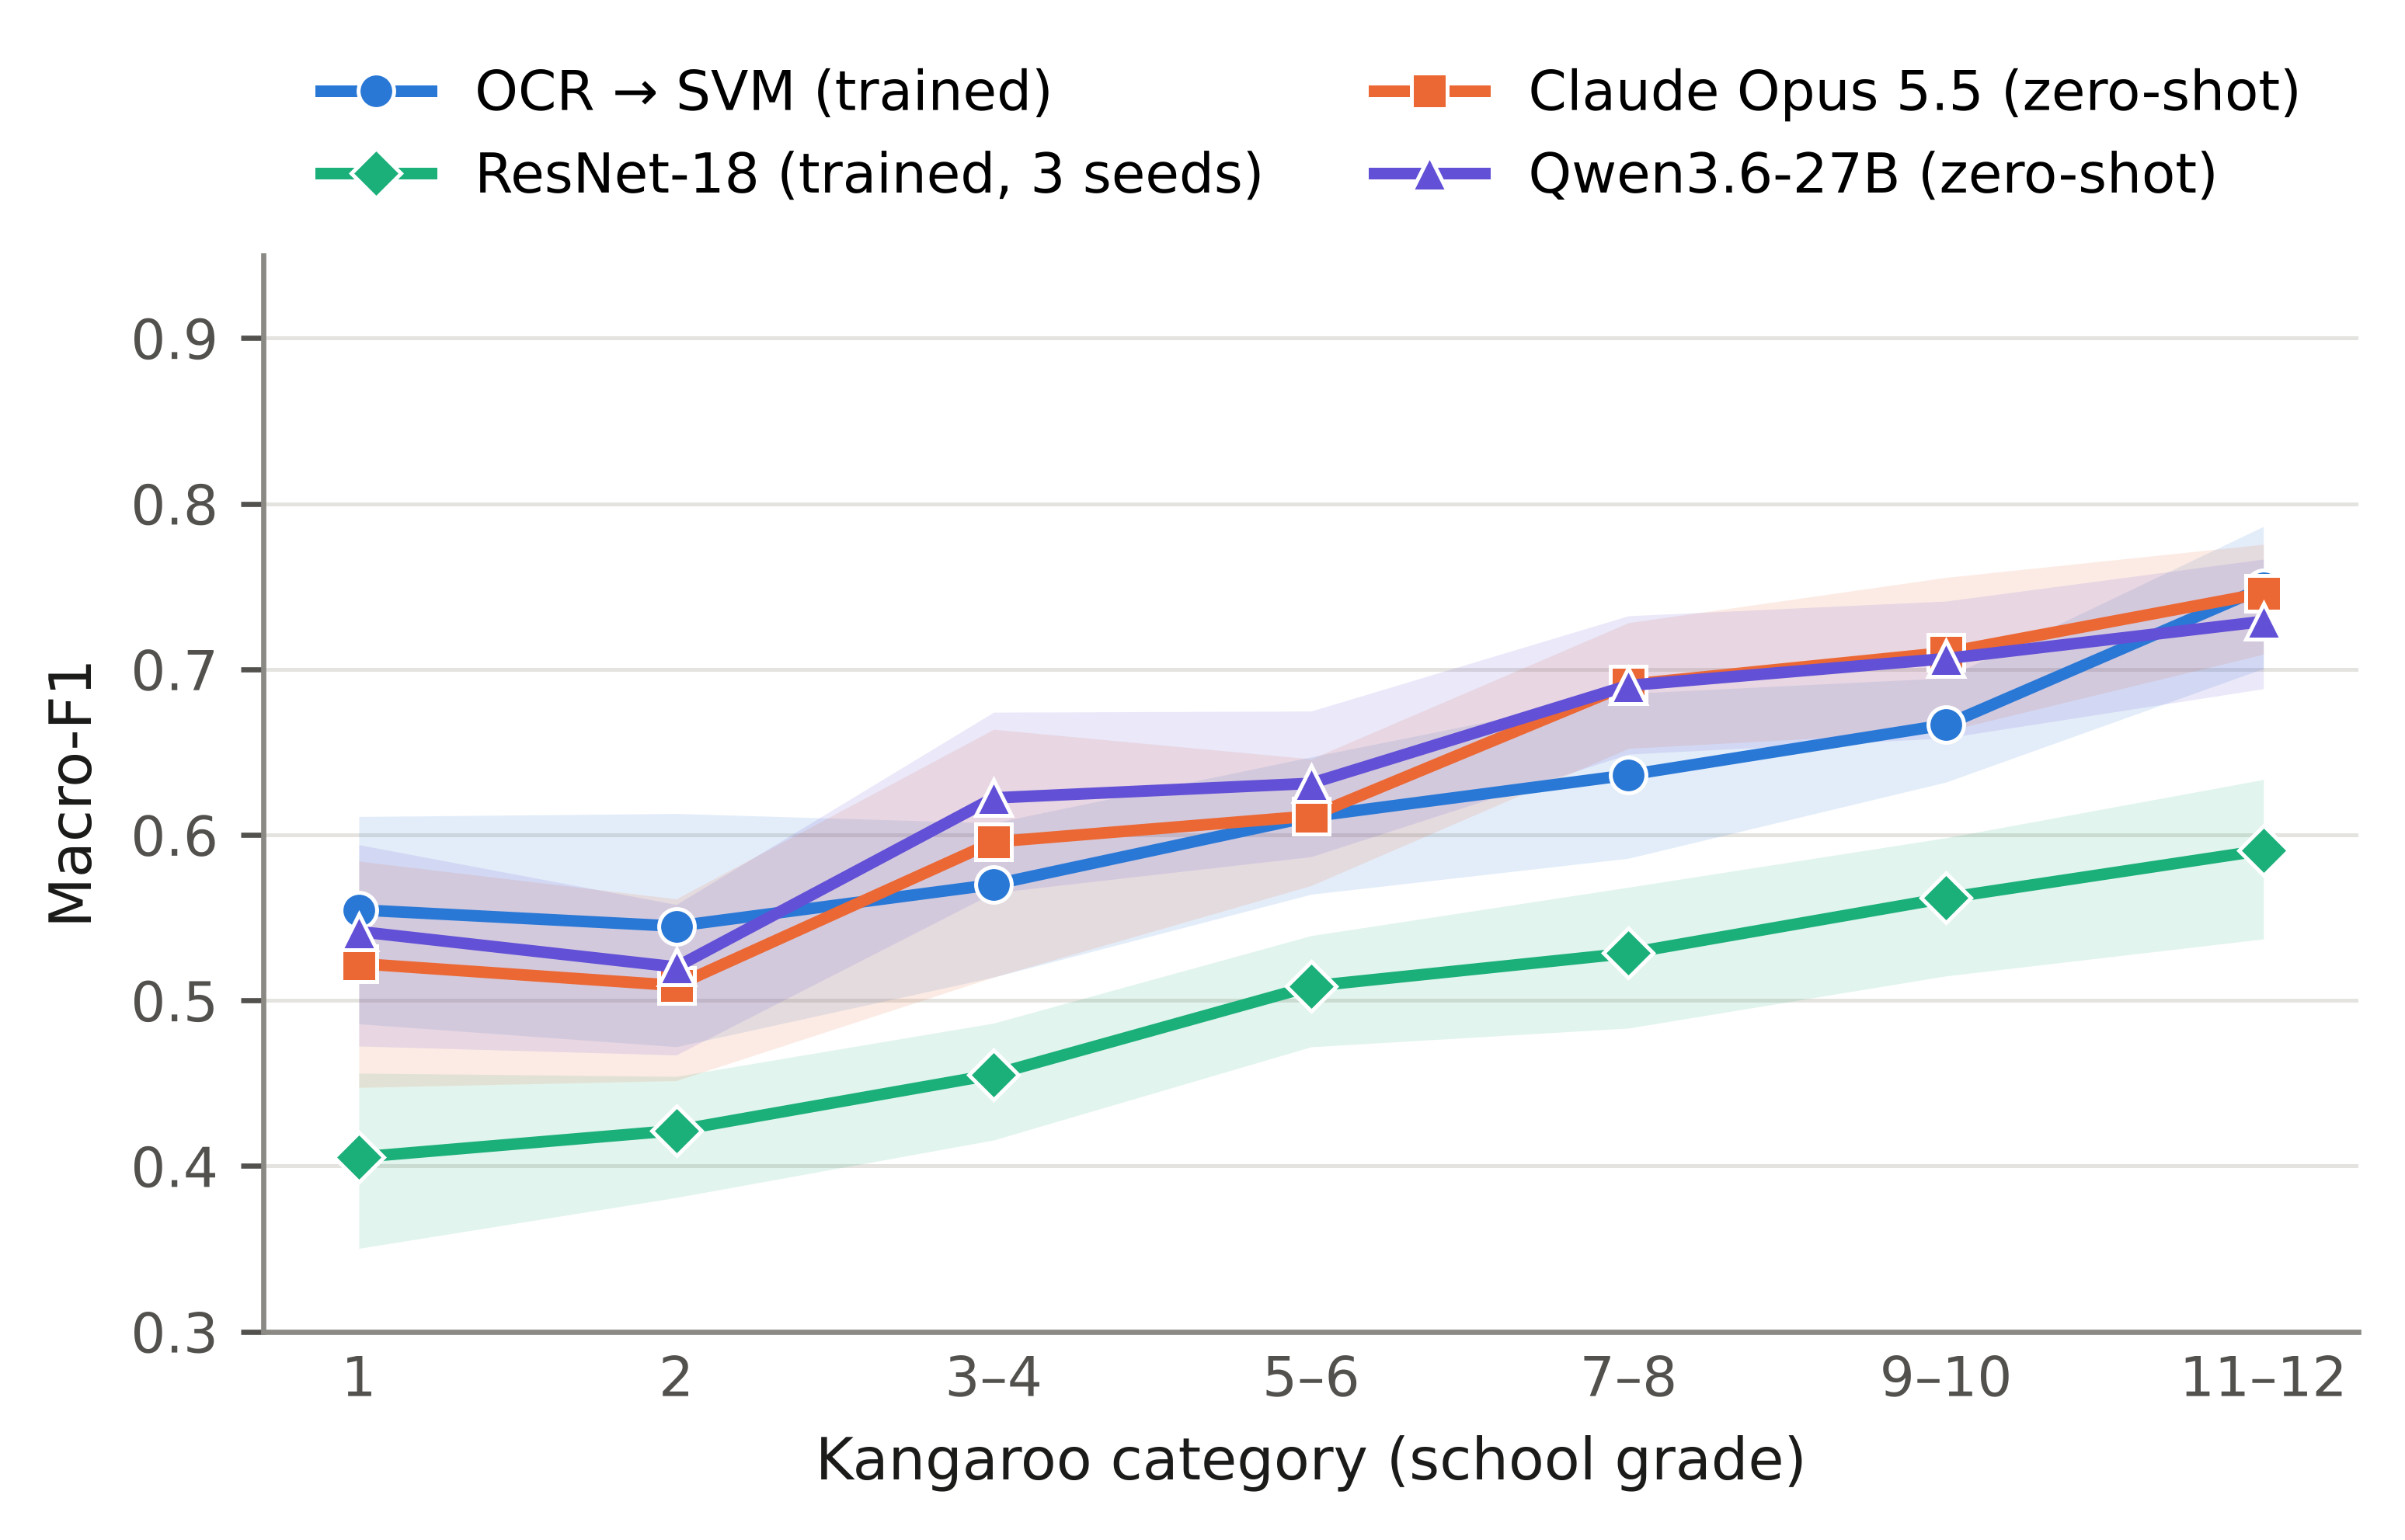 OCR → SVM (trained)
ResNet-18 (trained, 3 seeds)
Claude Opus 5.5 (zero-shot)
Qwen3.6-27B (zero-shot)
Macro-F1
0.9
0.8
0.7
0.6
0.5
0.4
0.3
1 2 3–4 5–6 7–8 9–10 11–12
Kangaroo category (school grade)